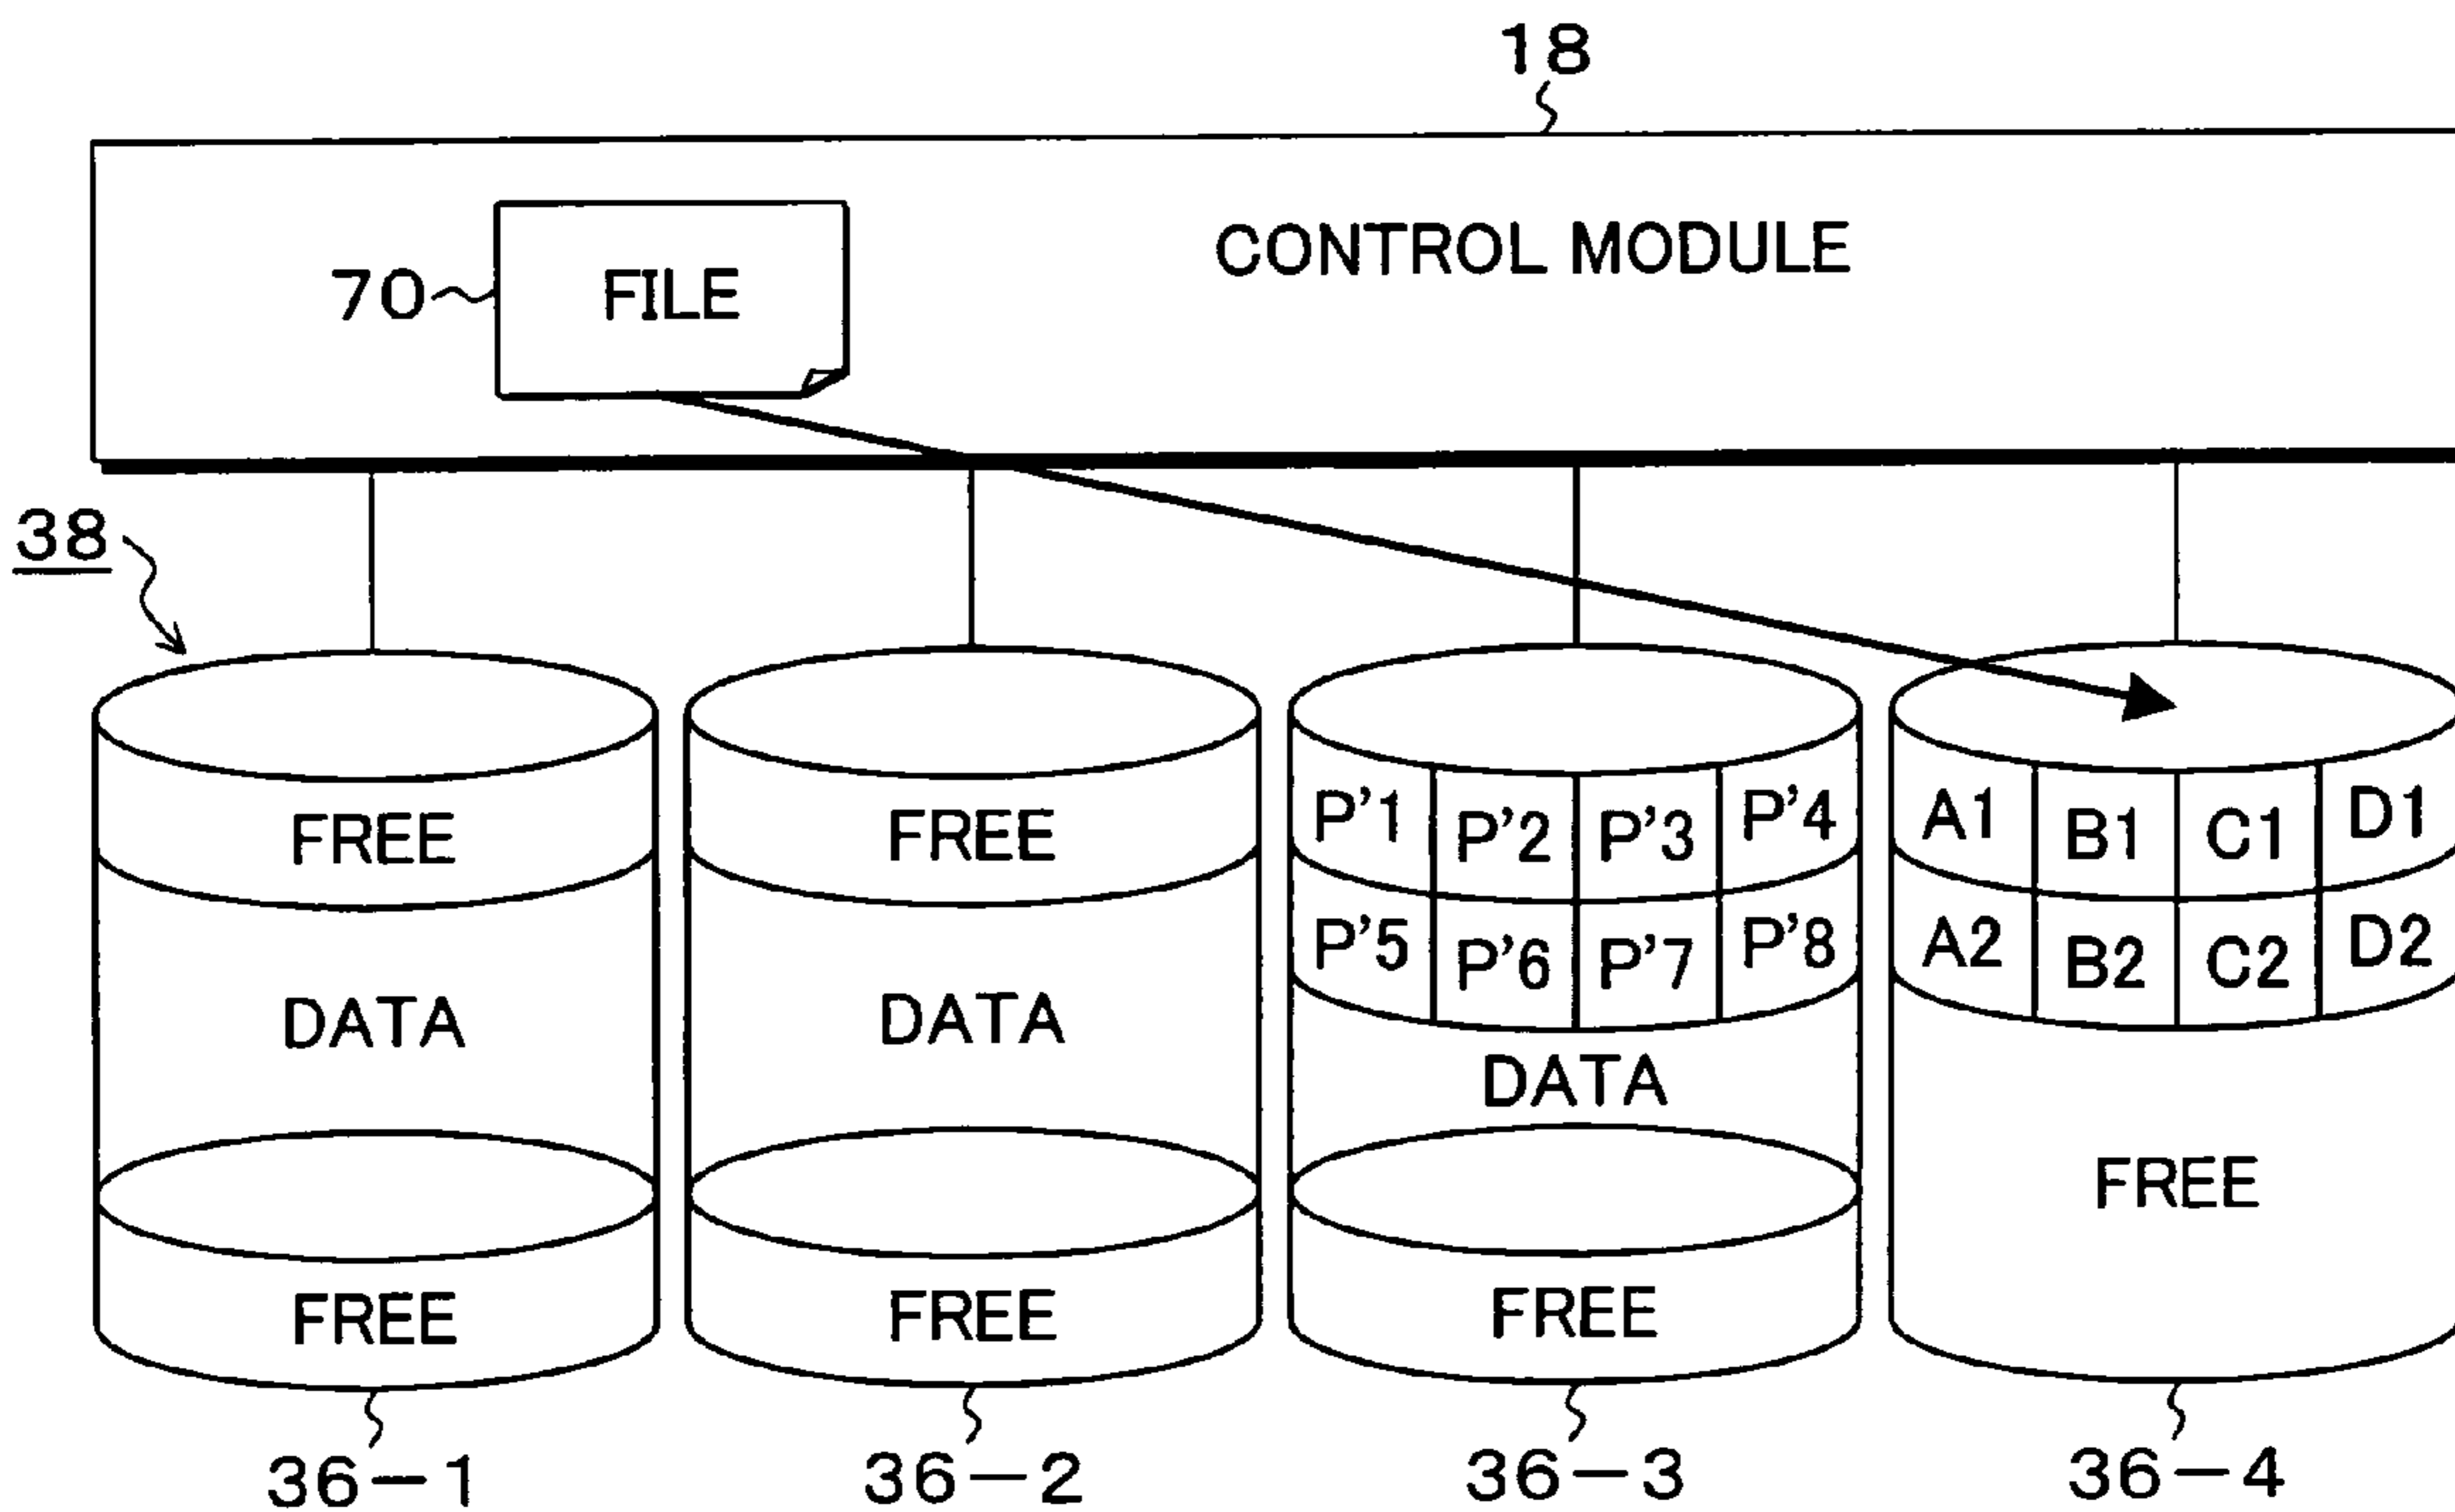 18
CONTROL MODULE
70
FILE
38
FREE
DATA
FREE
36-1
FREE
DATA
FREE
36-2
P'1 P'2 P'3 P'4
P'5 P'6 P'7 P'8
DATA
FREE
36-3
A1 B1 C1 D1
A2 B2 C2 D2
FREE
36-4